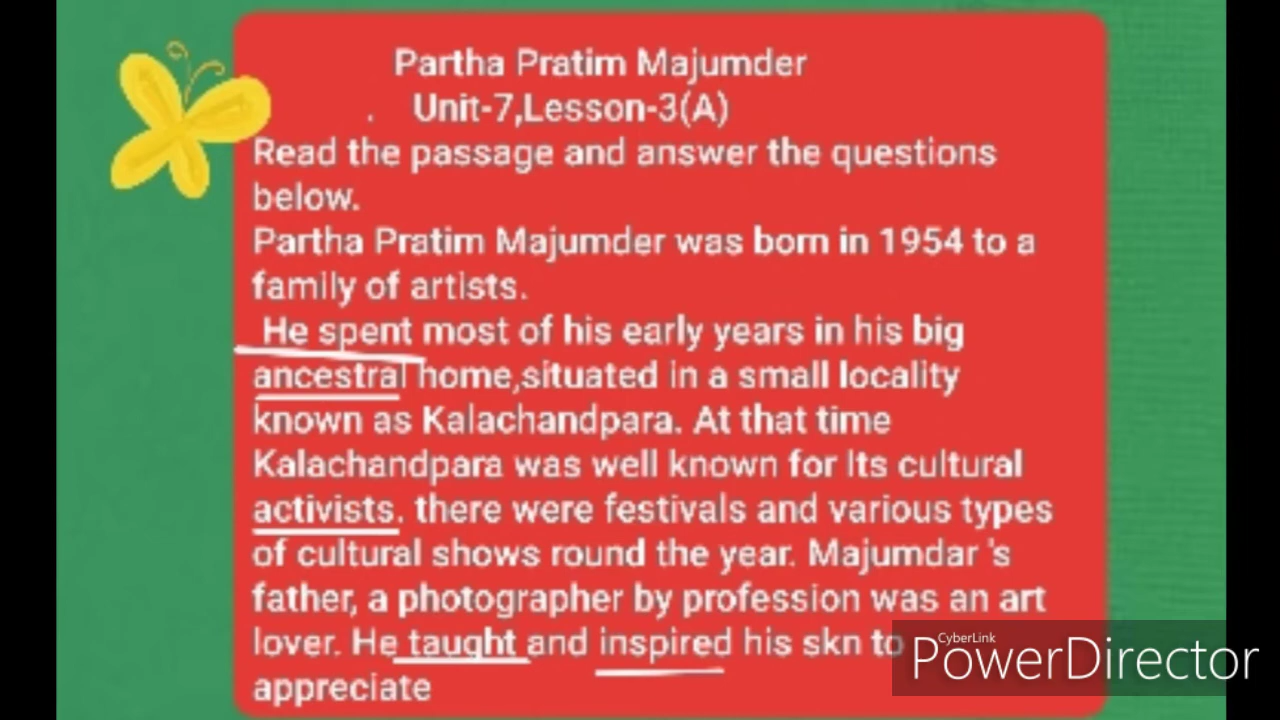 Partha Pratim Majumder
. Unit-7,Lesson-3(A)
Read the passage and answer the questions
below.
Partha Pratim Majumder was born in 1954 to a
family of artists.
He spent most of his early years in his big
ancestral home,situated in a small locality
known as Kalachandpara. At that time
Kalachandpara was well known for Its cultural
activists. there were festivals and various types
of cultural shows round the year. Majumdar 's
father, a photographer by profession was an art
lover. He taught and inspired his skn to
appreciate
CyberLink
PowerDirector